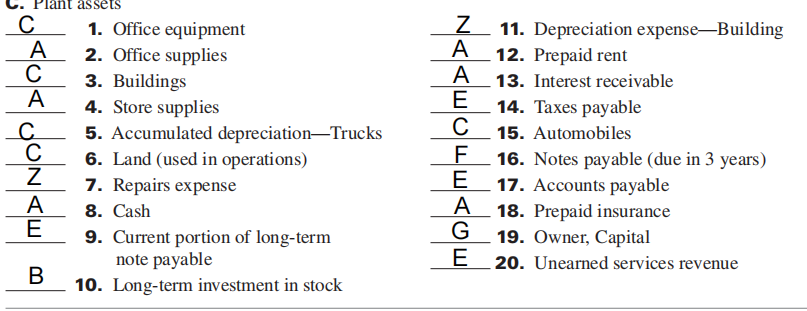 C. Plant assets
C 1. Office equipment
A 2. Office supplies
C 3. Buildings
A 4. Store supplies
C 5. Accumulated depreciation—Trucks
C 6. Land (used in operations)
Z 7. Repairs expense
A 8. Cash
E 9. Current portion of long-term
note payable
B 10. Long-term investment in stock
Z 11. Depreciation expense—Building
A 12. Prepaid rent
A 13. Interest receivable
E 14. Taxes payable
C 15. Automobiles
F 16. Notes payable (due in 3 years)
E 17. Accounts payable
A 18. Prepaid insurance
G 19. Owner, Capital
E 20. Unearned services revenue